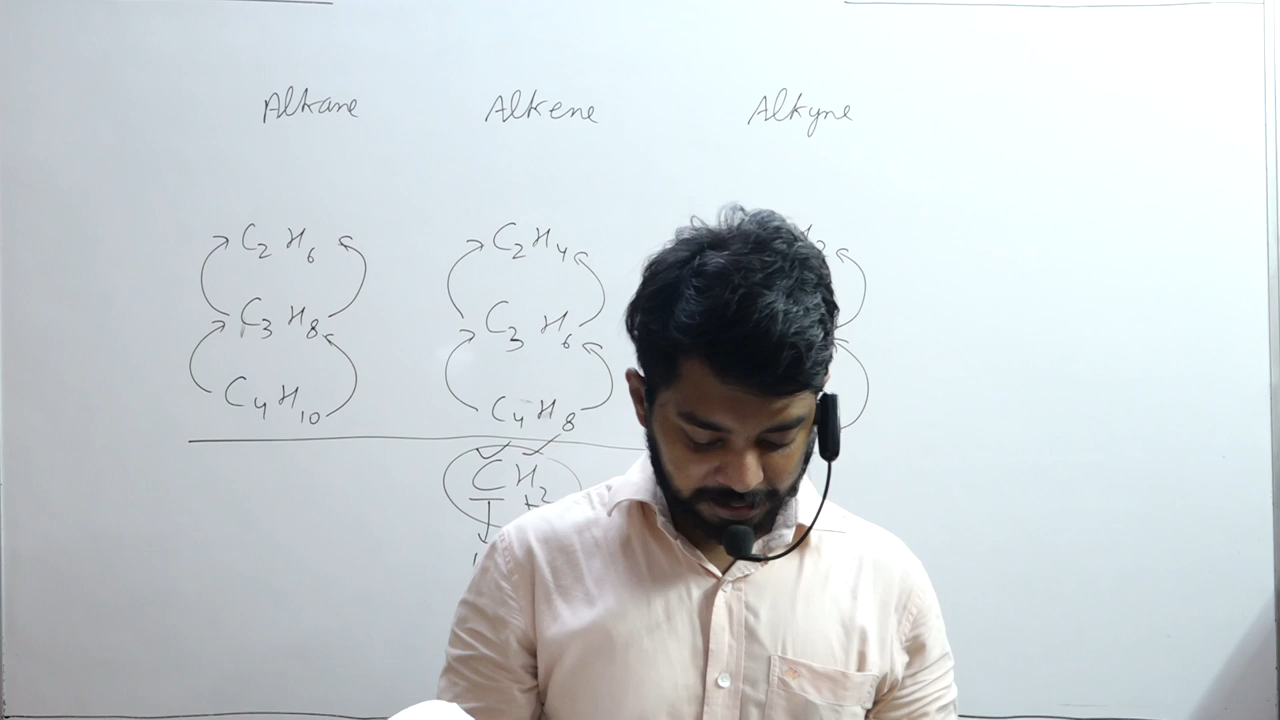 Alkane Alkene Alkyne
C2H6 C2H4
C3H8 C3H6
C4H10 C4H8
CH2